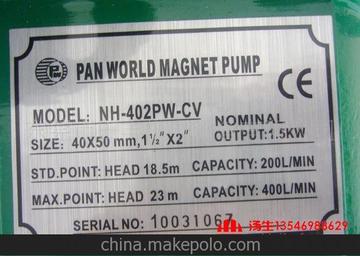 PAN WORLD MAGNET PUMP
CE
MODEL: NH-402PW-CV
NOMINAL
OUTPUT:1.5KW
SIZE: 40X50 mm, 1½"X2"
STD.POINT: HEAD 18.5m CAPACITY: 200L/MIN
MAX.POINT: HEAD 23 m CAPACITY: 400L/MIN
SERIAL NO: 10031067
汤生13546988629
china.makepolo.com